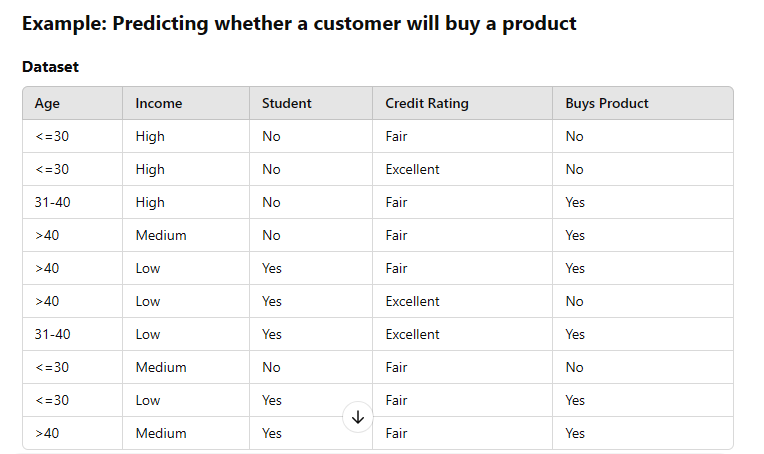 Example: Predicting whether a customer will buy a product
Dataset
Age Income Student Credit Rating Buys Product
<=30 High No Fair No
<=30 High No Excellent No
31-40 High No Fair Yes
>40 Medium No Fair Yes
>40 Low Yes Fair Yes
>40 Low Yes Excellent No
31-40 Low Yes Excellent Yes
<=30 Medium No Fair No
<=30 Low Yes Fair Yes
>40 Medium Yes Fair Yes